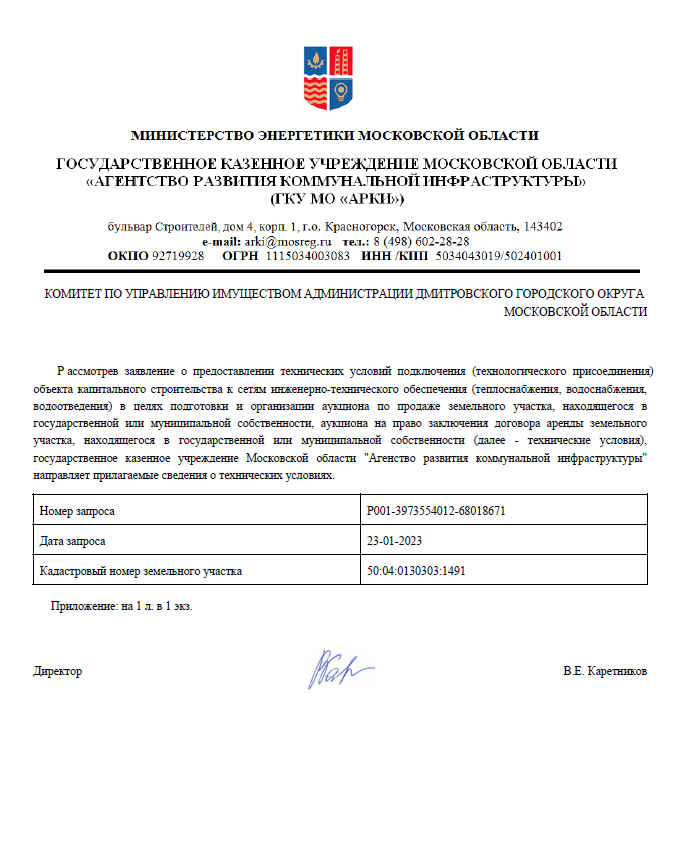 МИНИСТЕРСТВО ЭНЕРГЕТИКИ МОСКОВСКОЙ ОБЛАСТИ
ГОСУДАРСТВЕННОЕ КАЗЕННОЕ УЧРЕЖДЕНИЕ МОСКОВСКОЙ ОБЛАСТИ
«АГЕНТСТВО РАЗВИТИЯ КОММУНАЛЬНОЙ ИНФРАСТРУКТУРЫ»
(ГКУ МО «АРКИ»)
бульвар Строителей, дом 4, корп. 1, г.о. Красногорск, Московская область, 143402
e-mail: arki@mosreg.ru тел.: 8 (498) 602-28-28
ОКПО 92719928 ОГРН 1115034003083 ИНН /КПП 5034043019/502401001
КОМИТЕТ ПО УПРАВЛЕНИЮ ИМУЩЕСТВОМ АДМИНИСТРАЦИИ ДМИТРОВСКОГО ГОРОДСКОГО ОКРУГА
МОСКОВСКОЙ ОБЛАСТИ
Рассмотрев заявление о предоставлении технических условий подключения (технологического присоединения)
объекта капитального строительства к сетям инженерно-технического обеспечения (теплоснабжения, водоснабжения,
водоотведения) в целях подготовки и организации аукциона по продаже земельного участка, находящегося в
государственной или муниципальной собственности, аукциона на право заключения договора аренды земельного
участка, находящегося в государственной или муниципальной собственности (далее - технические условия),
государственное казенное учреждение Московской области "Агенство развития коммунальной инфраструктуры"
направляет прилагаемые сведения о технических условиях.
Номер запроса P001-3973554012-68018671
Дата запроса 23-01-2023
Кадастровый номер земельного участка 50:04:0130303:1491
Приложение: на 1 л. в 1 экз.
Директор В.Е. Каретников